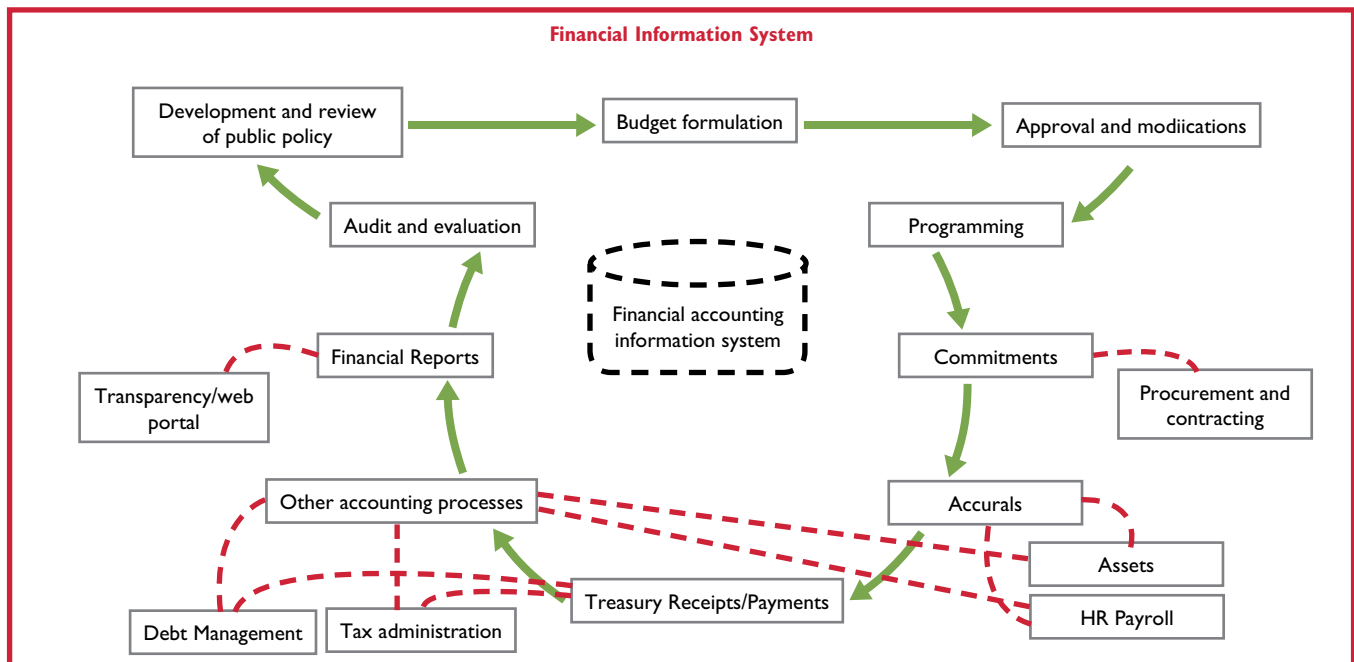 Financial Information System
Development and review
of public policy
Budget formulation
Approval and modiications
Audit and evaluation
Programming
Financial accounting
information system
Financial Reports
Commitments
Transparency/web
portal
Procurement and
contracting
Other accounting processes
Accurals
Assets
Treasury Receipts/Payments
HR Payroll
Debt Management
Tax administration